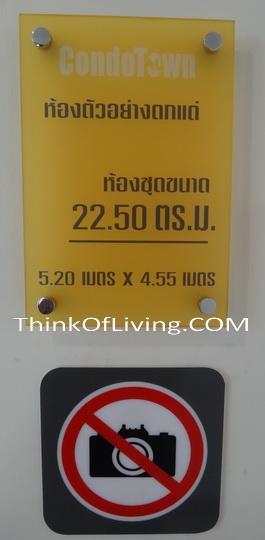 CondoTown
ห้องตัวอย่างตกแต่
ห้องชุดขนาด
22.50 ตร.ม.
5.20 เมตร X 4.55 เมตร
ThinkOfLiving.COM